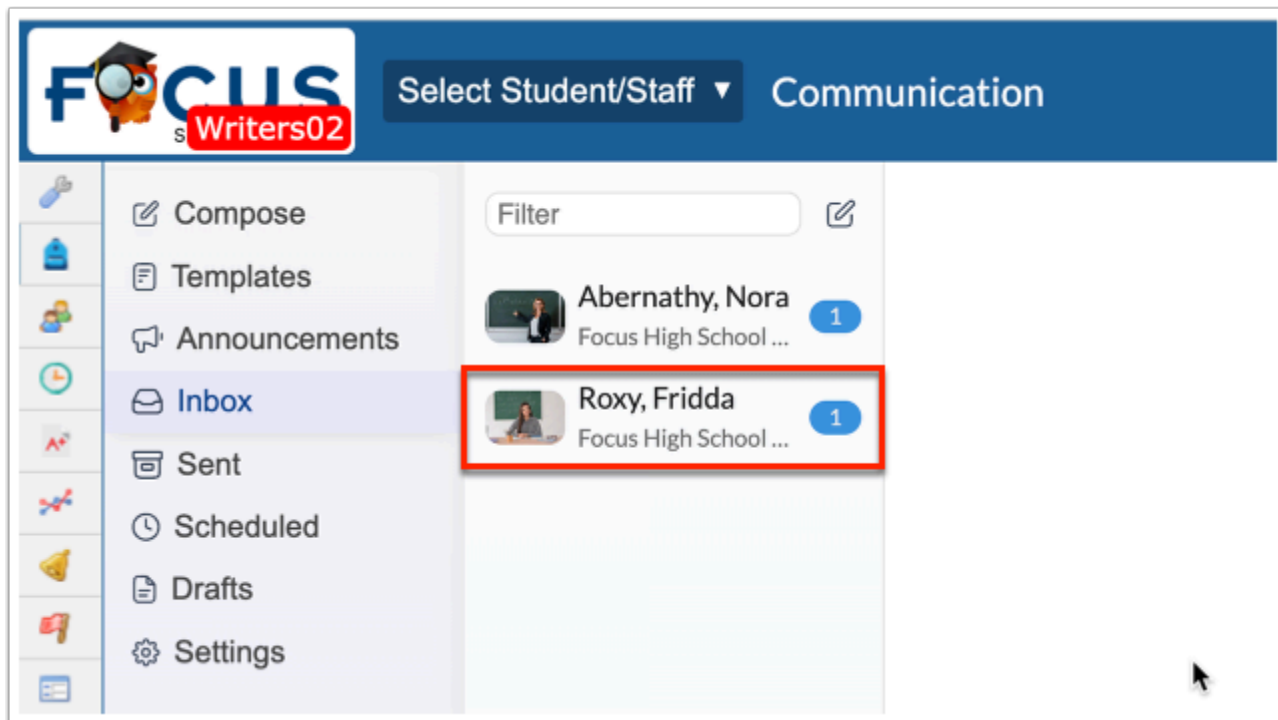 FOCUS
S
Writers02
Select Student/Staff ▼
Communication
Compose
Templates
Announcements
Inbox
Sent
Scheduled
Drafts
Settings
Filter
Abernathy, Nora
Focus High School ...
1
Roxy, Fridda
Focus High School ...
1
A+